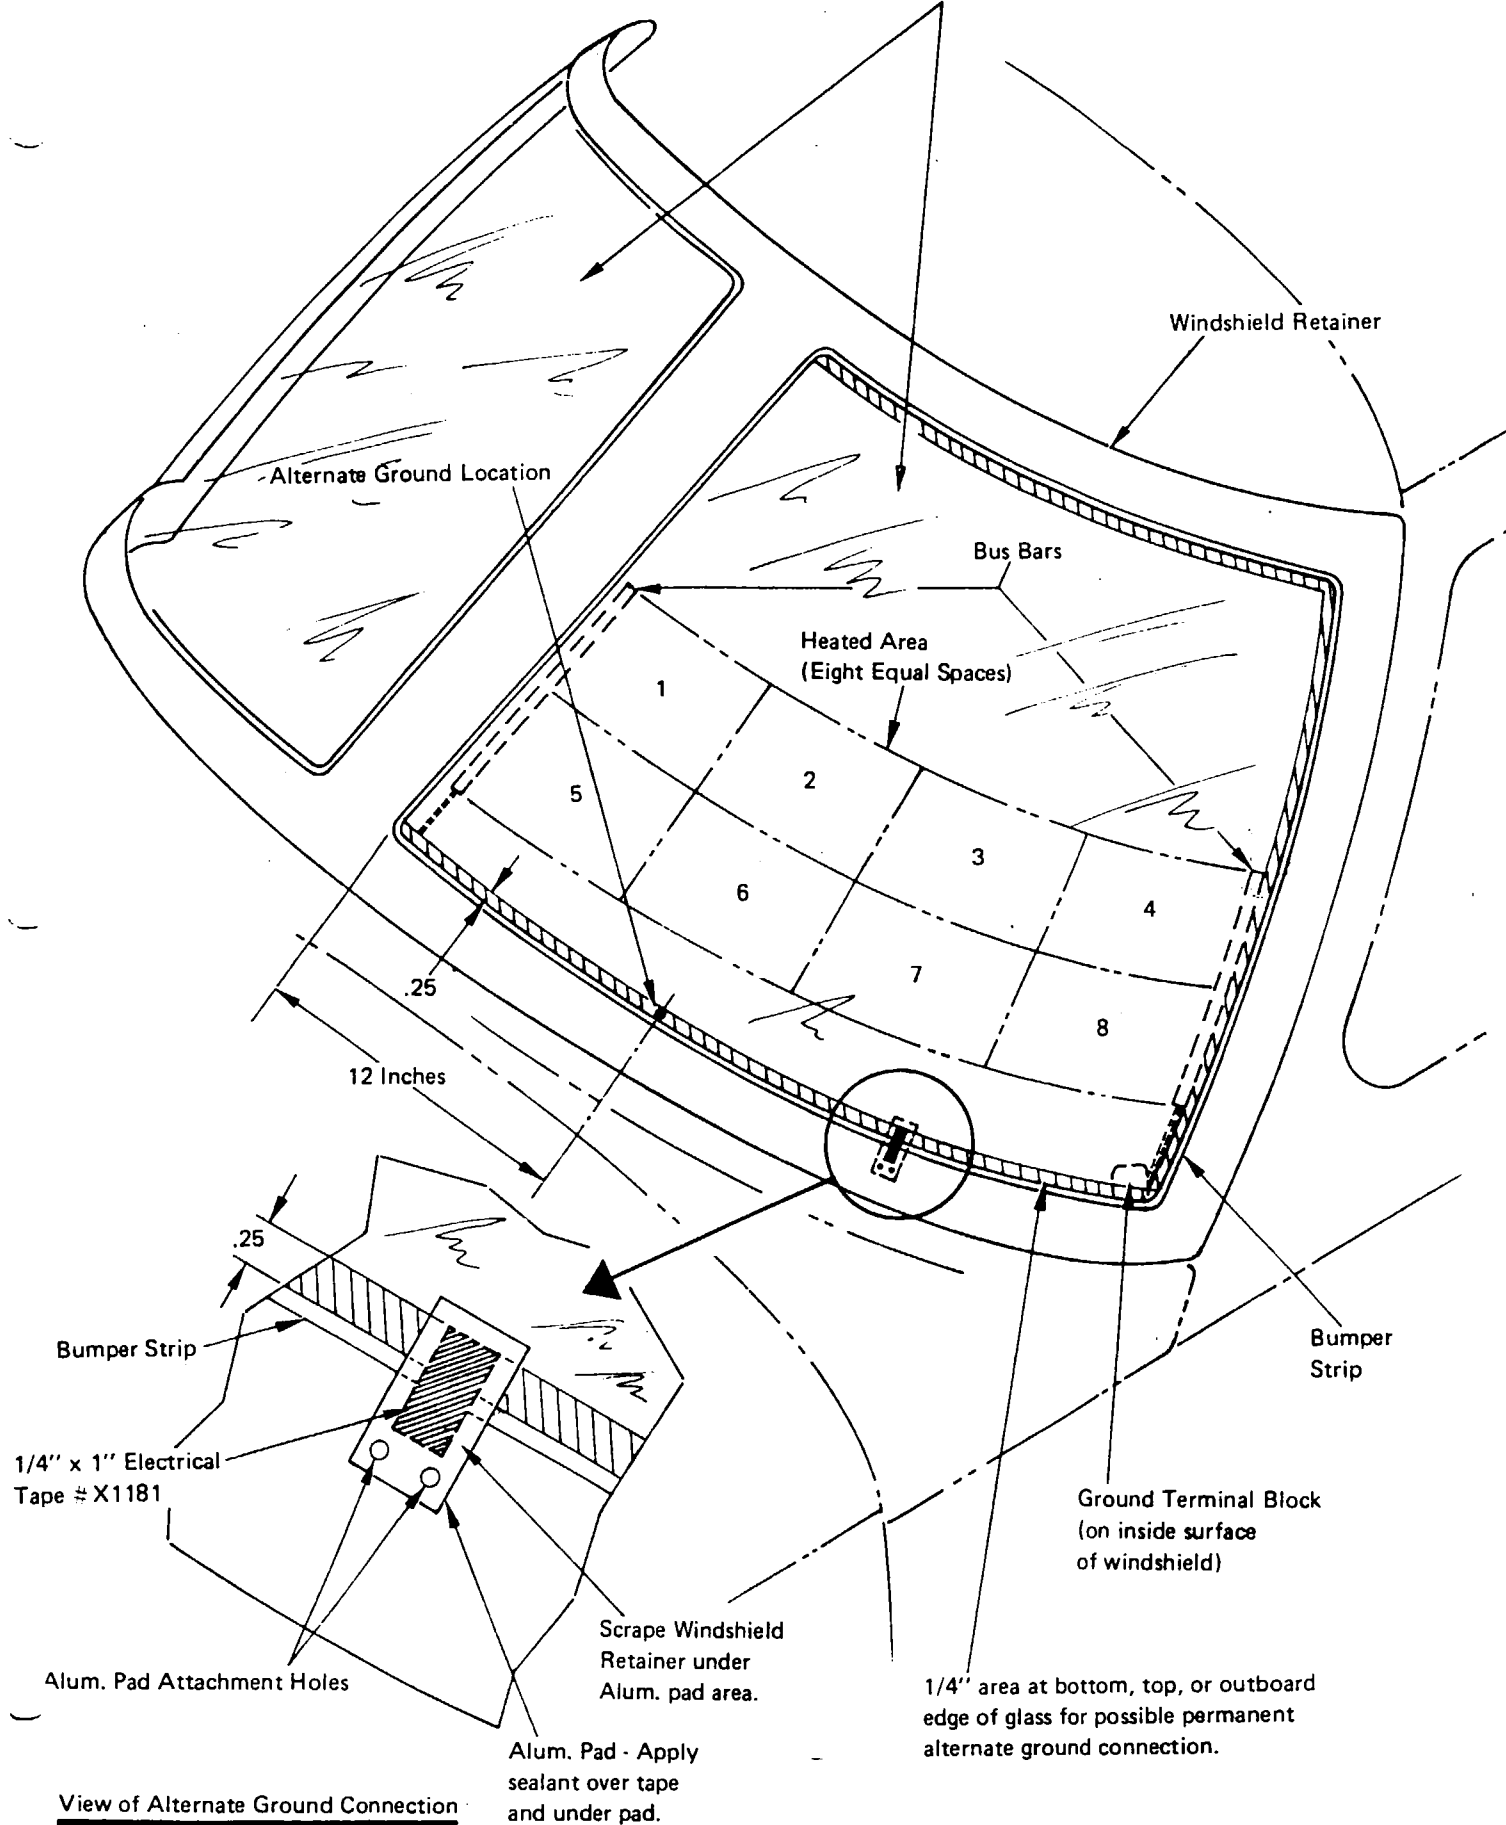 Windshield Retainer
Alternate Ground Location
Bus Bars
Heated Area
(Eight Equal Spaces)
1
2
3
4
5
6
7
8
.25
12 Inches
.25
Bumper Strip
Bumper
Strip
1/4" x 1" Electrical
Tape # X1181
Ground Terminal Block
(on inside surface
of windshield)
Scrape Windshield
Retainer under
Alum. pad area.
Alum. Pad Attachment Holes
1/4" area at bottom, top, or outboard
edge of glass for possible permanent
alternate ground connection.
Alum. Pad - Apply
sealant over tape
and under pad.
View of Alternate Ground Connection